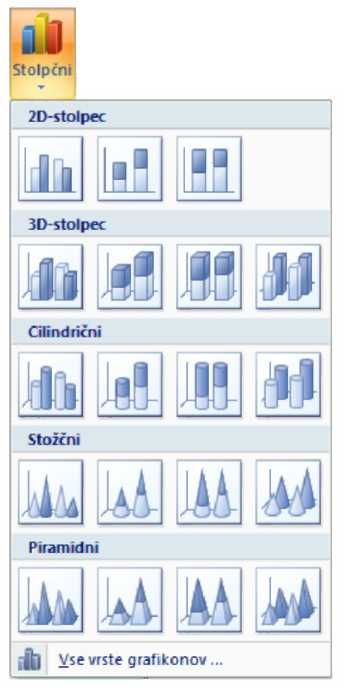 Stolpčni
2D-stolpec
3D-stolpec
Cilindrični
Stožčni
Piramidni
Vse vrste grafikonov ...